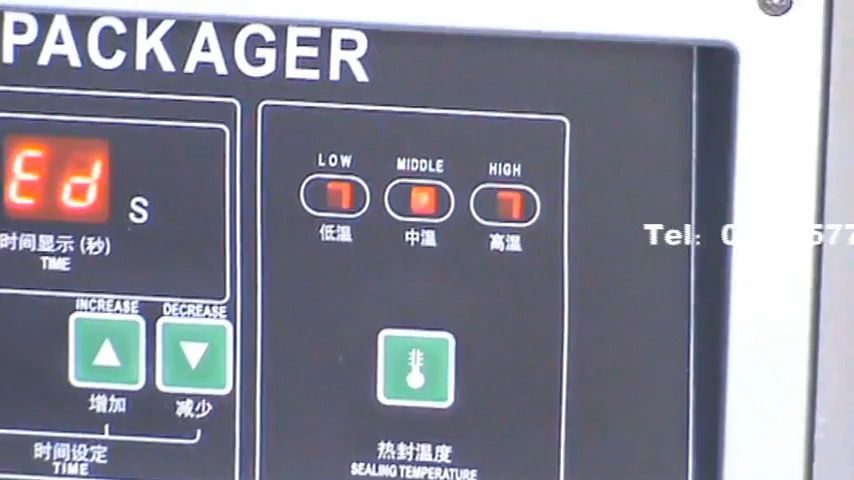 PACKAGER
Ed S
时间显示 (秒)
TIME
LOW MIDDLE HIGH
低温 中温 高温
Tel:
INCREASE DECREASE
增加 减少
时间设定
TIME
热封温度
SEALING TEMPERATURE